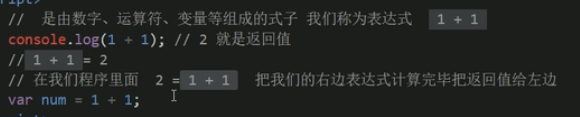 ript>
// 是由数字、运算符、变量等组成的式子 我们称为表达式 1 + 1
console.log(1 + 1); // 2 就是返回值
// 1 + 1 = 2
// 在我们程序里面 2 = 1 + 1 把我们的右边表达式计算完毕把返回值给左边
var num = 1 + 1;